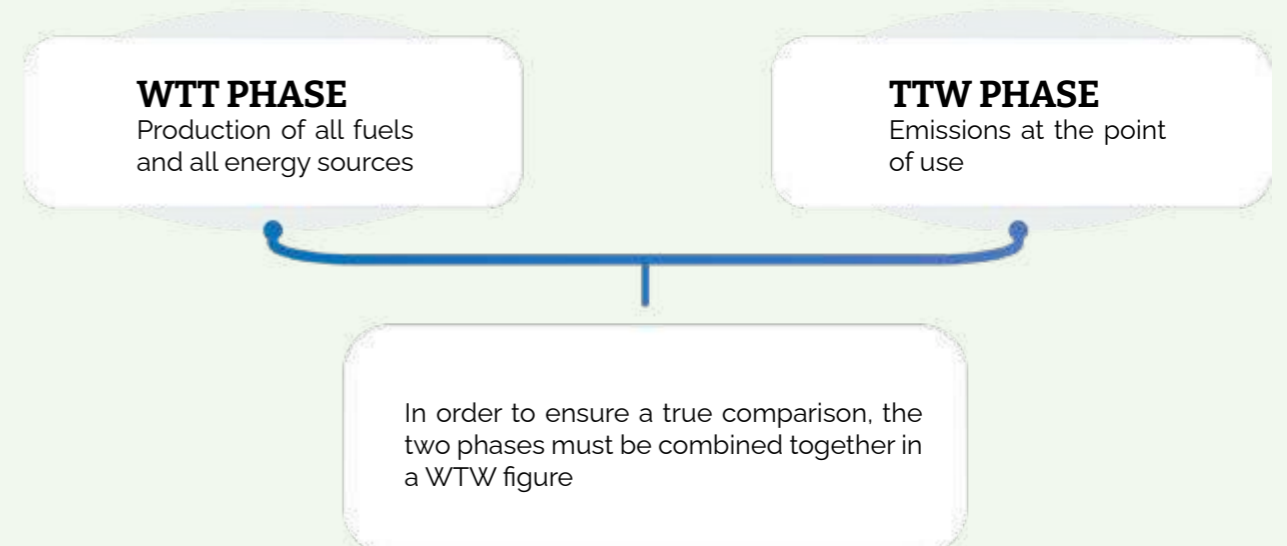 WTT PHASE
Production of all fuels
and all energy sources
TTW PHASE
Emissions at the point
of use
In order to ensure a true comparison, the
two phases must be combined together in
a WTW figure